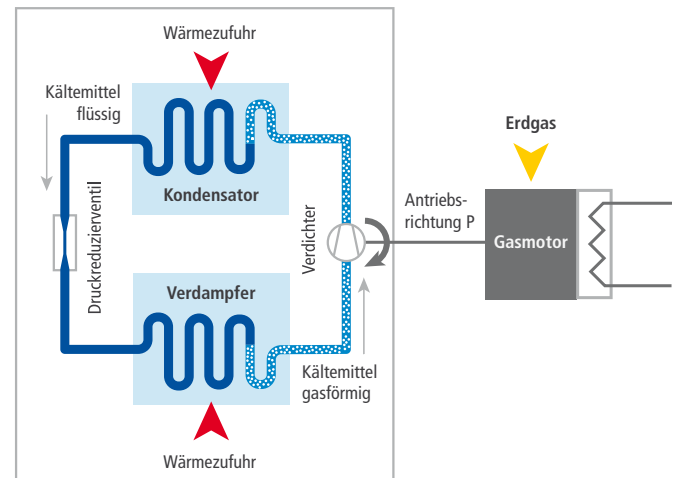 Wärmezufuhr
Kältemittel
flüssig
Kondensator
Druckreduzierventil
Verdichter
Antriebs-
richtung P
Erdgas
Gasmotor
Verdampfer
Kältemittel
gasförmig
Wärmezufuhr